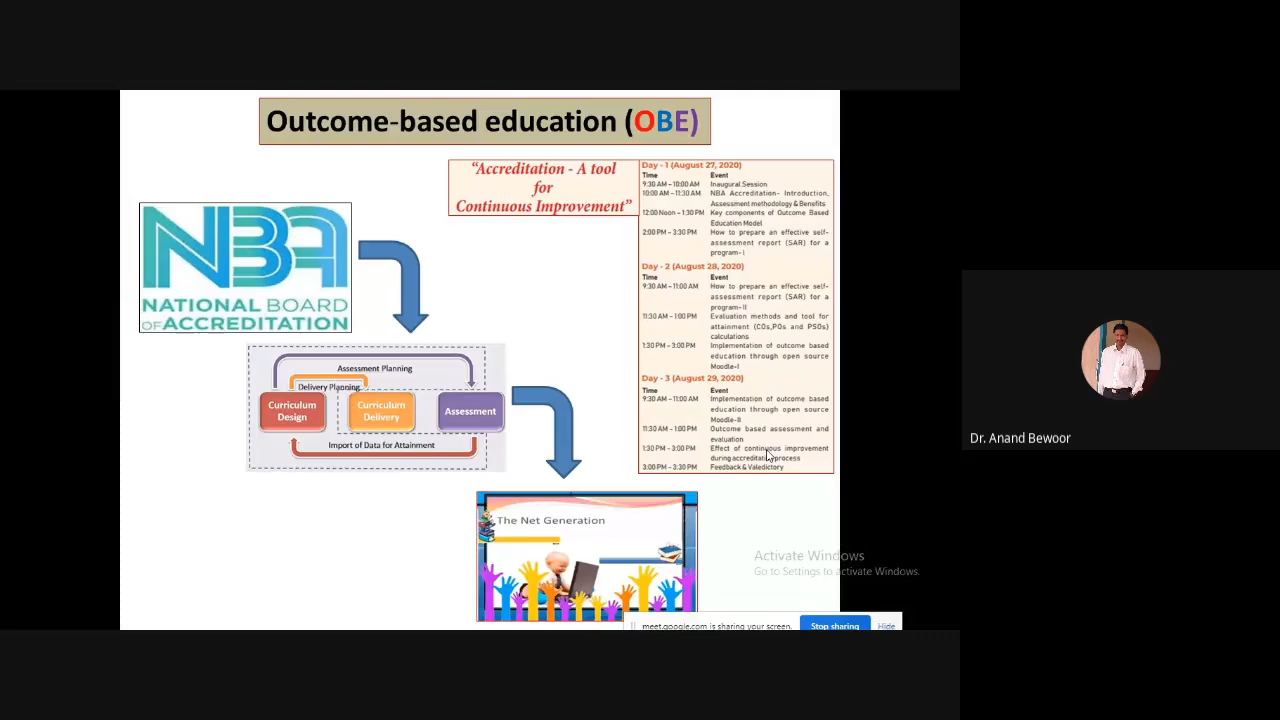 Outcome-based education (OBE)
“Accreditation - A tool
for
Continuous Improvement”
Day - 1 (August 27, 2020)
Time Event
9:30 AM – 10:00 AM Inaugural Session
10:00 AM – 11:30 AM NBA Accreditation- Introduction,
Assessment methodology & Benefits
12:00 Noon – 1:30 PM Key components of Outcome Based
Education Model
2:00 PM – 3:30 PM How to prepare an effective self-
assessment report (SAR) for a
program- I
Day - 2 (August 28, 2020)
Time Event
9:30 AM – 11:00 AM How to prepare an effective self-
assessment report (SAR) for a
program- II
11:30 AM – 1:00 PM Evaluation methods and tool for
attainment (COs,POs and PSOs)
calculations
1:30 PM – 3:00 PM Implementation of outcome based
education through open source
Moodle-I
Day - 3 (August 29, 2020)
Time Event
9:30 AM – 11:00 AM Implementation of outcome based
education through open source
Moodle-II
11:30 AM – 1:00 PM Outcome based assessment and
evaluation
1:30 PM – 3:00 PM Effect of continuous improvement
during accreditation process
3:00 PM – 3:30 PM Feedback & Valedictory
NBA
NATIONAL BOARD
OF ACCREDITATION
Assessment Planning
Delivery Planning
Curriculum
Design
Curriculum
Delivery
Assessment
Import of Data for Attainment
The Net Generation
Dr. Anand Bewoor
Activate Windows
Go to Settings to activate Windows.
meet.google.com is sharing your screen.
Stop sharing
Hide